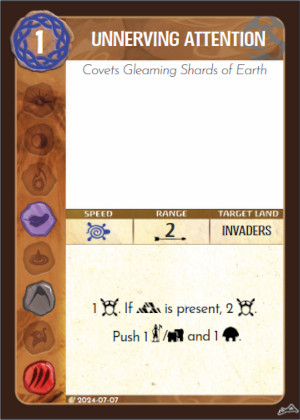 1
UNNERVING ATTENTION
Covets Gleaming Shards of Earth
SPEED RANGE TARGET LAND
2 INVADERS
1 . If is present, 2 .
Push 1 / and 1 .
© 2024-07-07